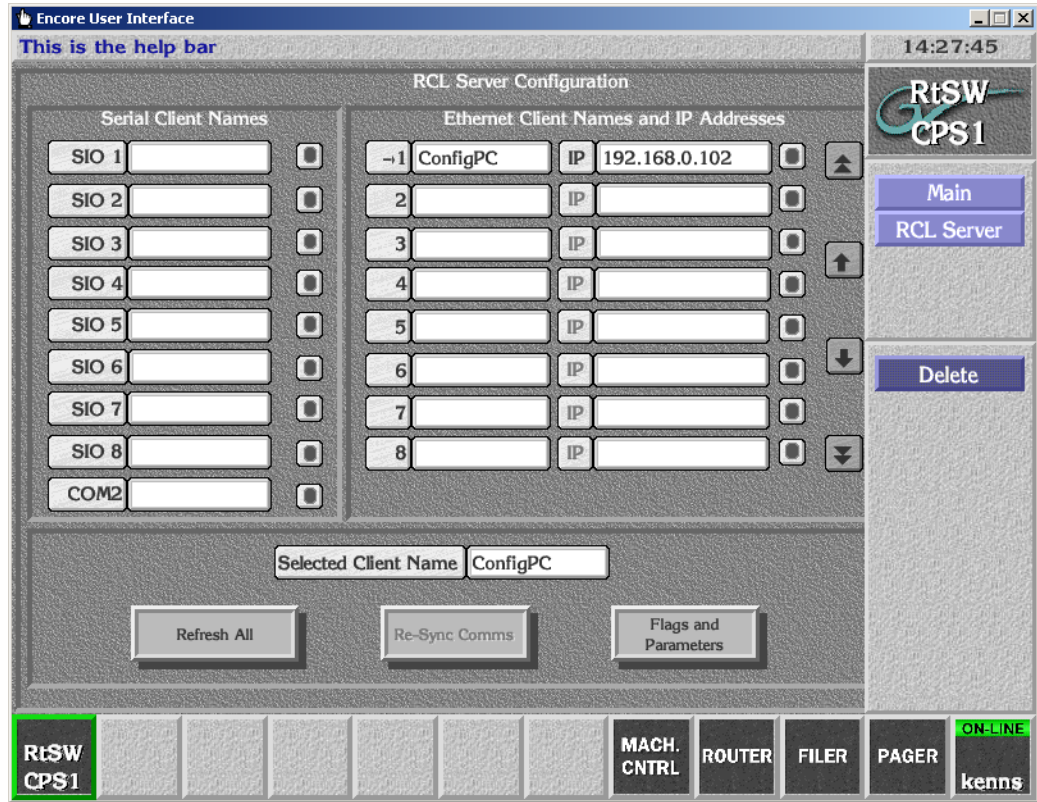 Encore User Interface
This is the help bar
14:27:45
RCL Server Configuration
RtSW
CPS1
Serial Client Names
Ethernet Client Names and IP Addresses
SIO 1
→1 ConfigPC IP 192.168.0.102
SIO 2
2 IP
SIO 3
3 IP
SIO 4
4 IP
SIO 5
5 IP
SIO 6
6 IP
SIO 7
7 IP
SIO 8
8 IP
COM2
Main
RCL Server
Delete
Selected Client Name ConfigPC
Refresh All
Re-Sync Comms
Flags and
Parameters
RtSW
CPS1
MACH.
CNTRL
ROUTER
FILER
PAGER
ON-LINE
kenns